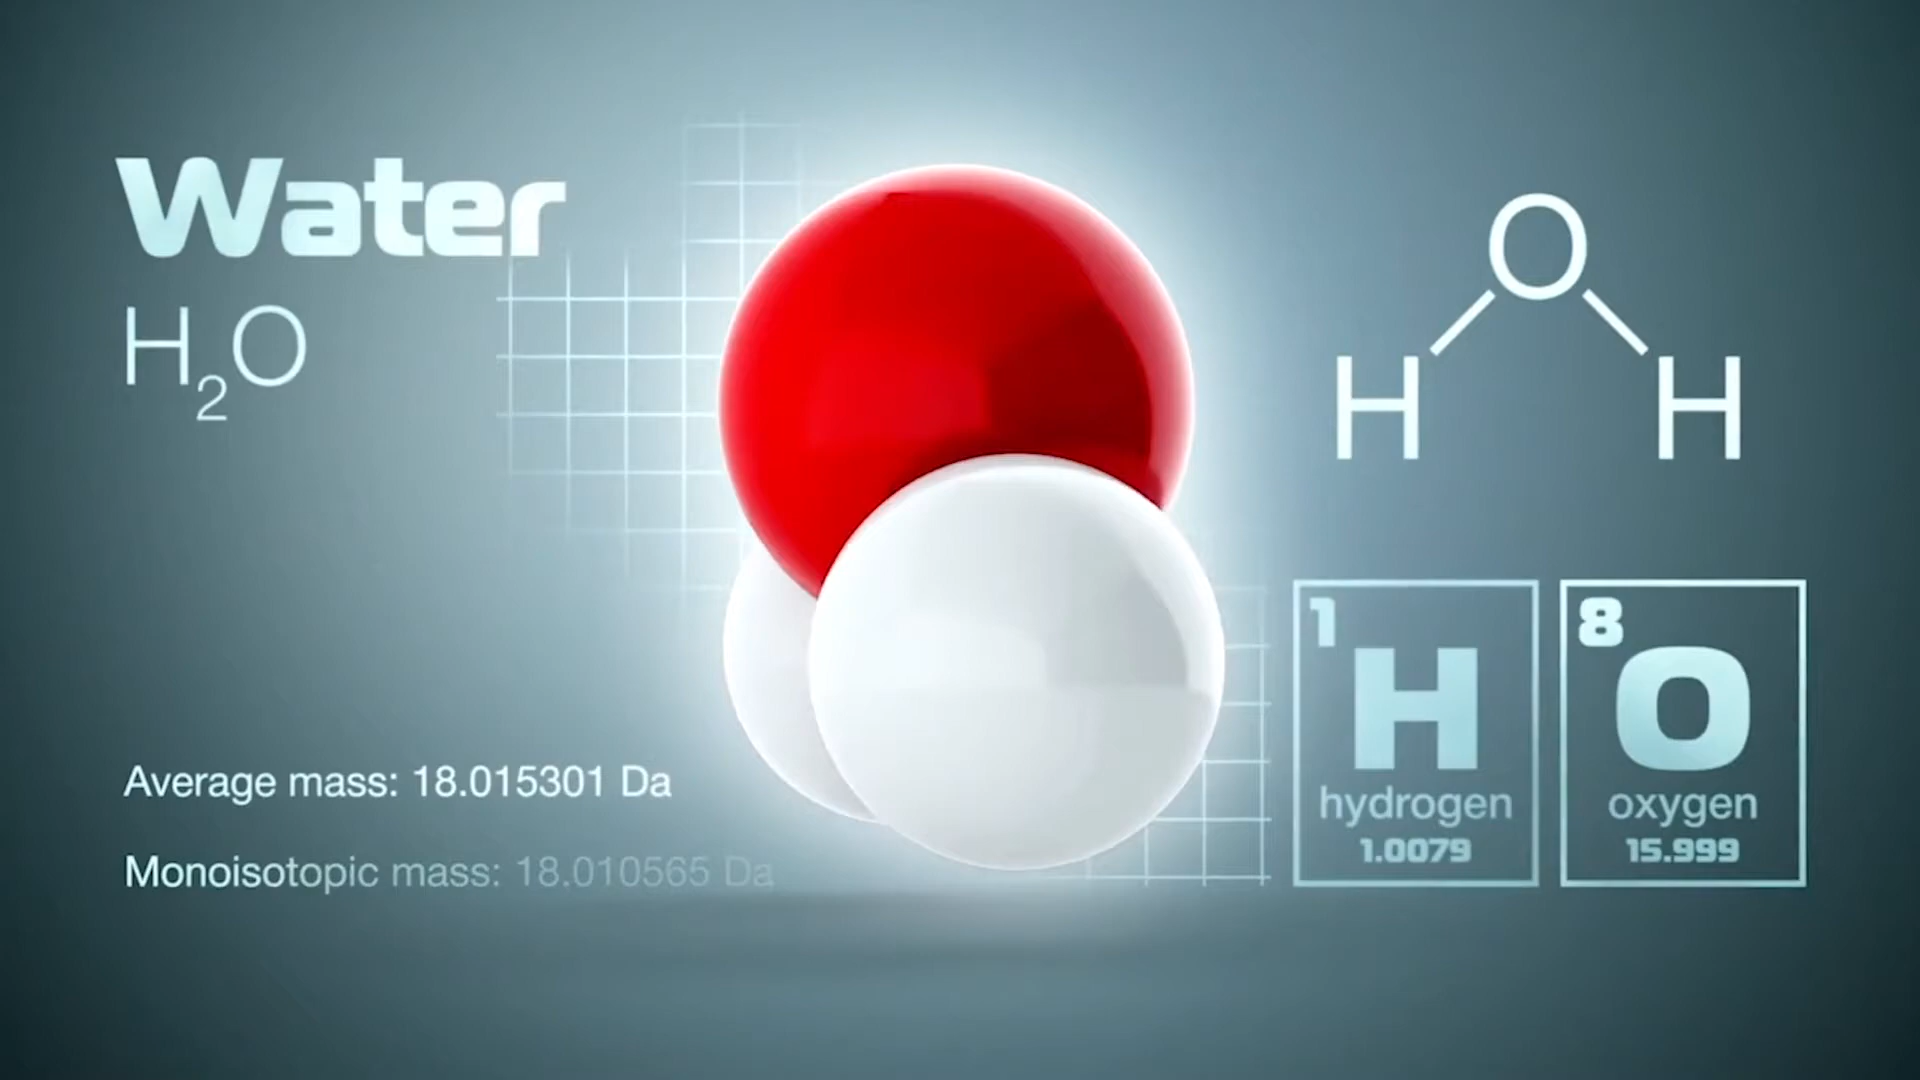 Water
H₂O
Average mass: 18.015301 Da
Monoisotopic mass: 18.010565 Da
O
H H
1
H
hydrogen
1.0079
8
O
oxygen
15.999